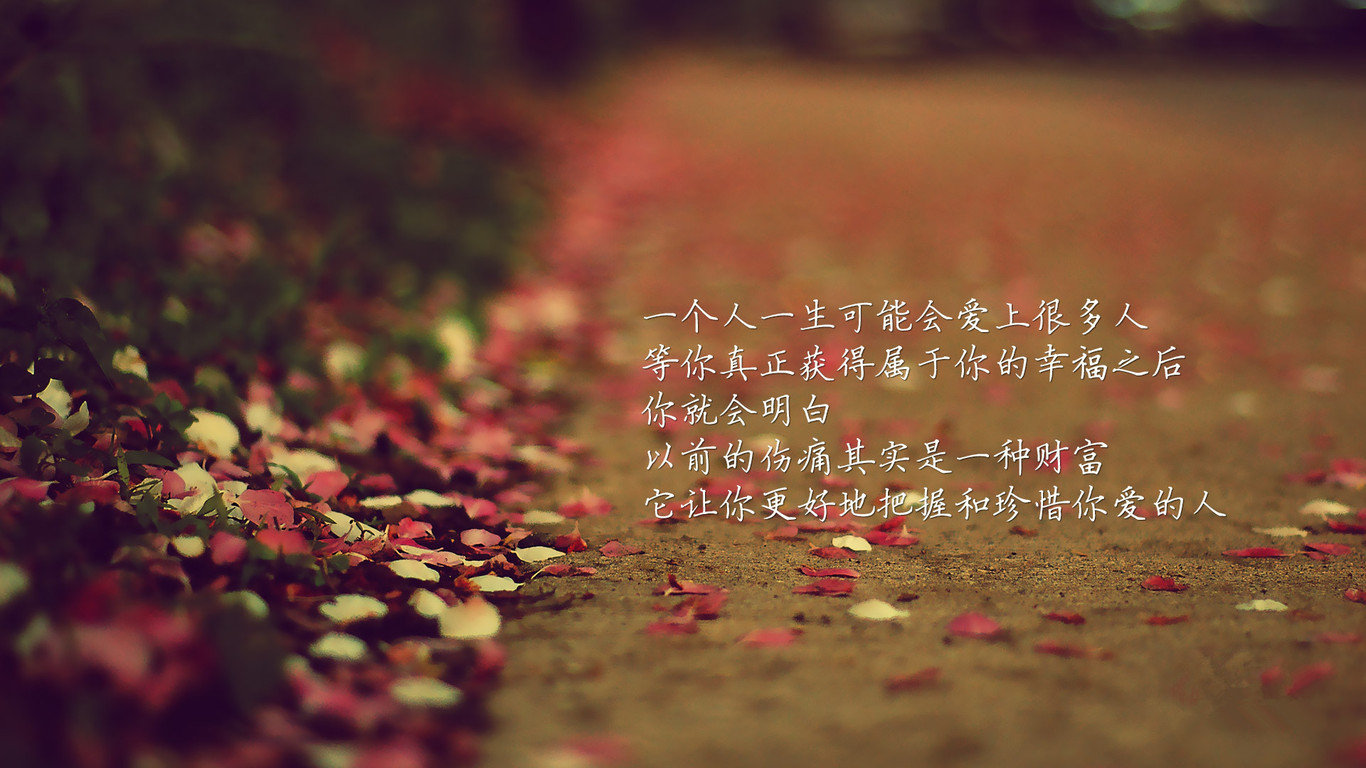 一个人一生可能会爱上很多人
等你真正获得属于你的幸福之后
你就会明白
以前的伤痛其实是一种财富
它让你更好地把握和珍惜你爱的人